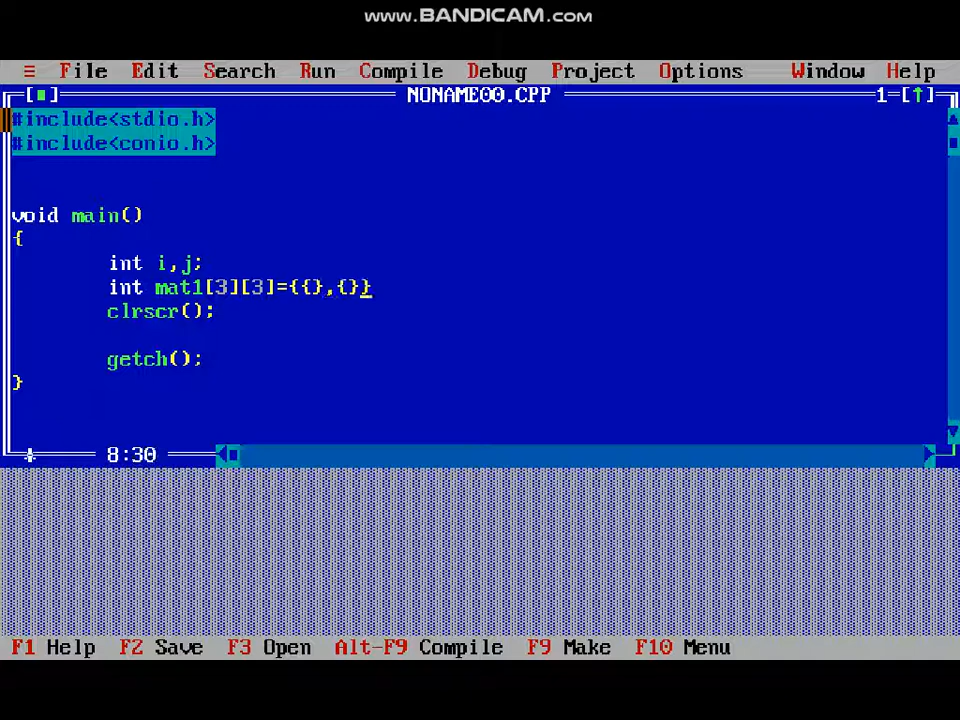 www.BANDICAM.com
≡ File Edit Search Run Compile Debug Project Options Window Help
[■] NONAME00.CPP 1=[↑]
#include<stdio.h>
#include<conio.h>
void main()
{
int i,j;
int mat1[3][3]={{},{}}
clrscr();
getch();
}
8:30
F1 Help F2 Save F3 Open Alt-F9 Compile F9 Make F10 Menu